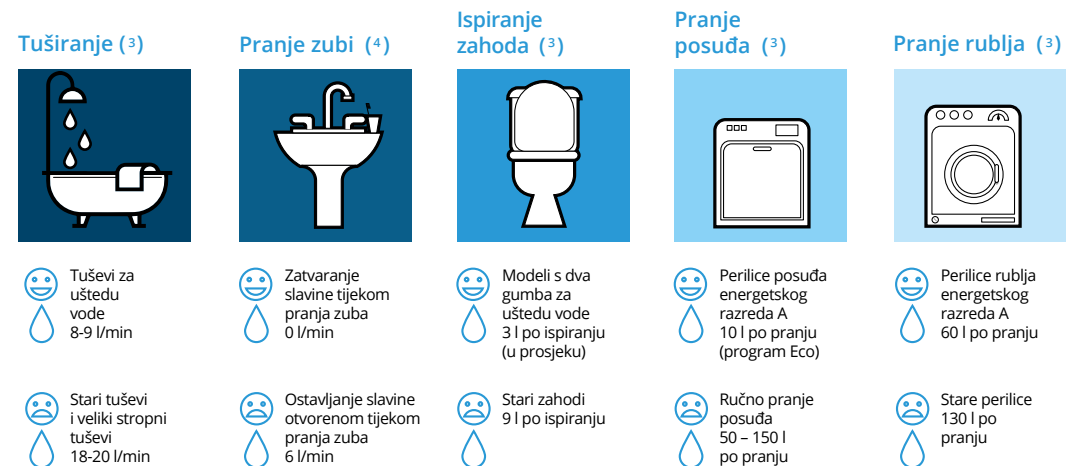 Tuširanje (3)
Pranje zubi (4)
Ispiranje
zahoda (3)
Pranje
posuđa (3)
Pranje rublja (3)
Tuševi za
uštedu
vode
8-9 l/min
Zatvaranje
slavine tijekom
pranja zuba
0 l/min
Modeli s dva
gumba za
uštedu vode
3 l po ispiranju
(u prosjeku)
Perilice posuđa
energetskog
razreda A
10 l po pranju
(program Eco)
Perilice rublja
energetskog
razreda A
60 l po pranju
Stari tuševi
i veliki stropni
tuševi
18-20 l/min
Ostavljanje slavine
otvorenom tijekom
pranja zuba
6 l/min
Stari zahodi
9 l po ispiranju
Ručno pranje
posuđa
50 – 150 l
po pranju
Stare perilice
130 l po
pranju